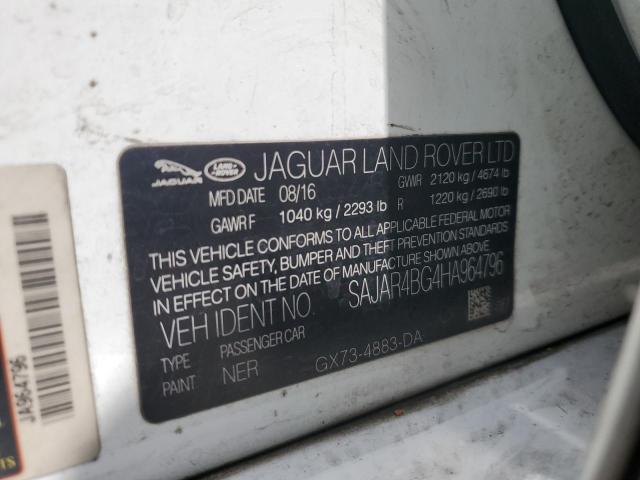 JAGUAR
LAND ROVER
JAGUAR LAND ROVER LTD
MFD DATE 08/16 GVWR 2120 kg / 4674 lb
GAWR F 1040 kg / 2293 lb R 1220 kg / 2690 lb
THIS VEHICLE CONFORMS TO ALL APPLICABLE FEDERAL MOTOR
VEHICLE SAFETY, BUMPER AND THEFT PREVENTION STANDARDS
IN EFFECT ON THE DATE OF MANUFACTURE SHOWN ABOVE
VEH IDENT NO. SAJAR4BG4HA964796
TYPE PASSENGER CAR
PAINT NER GX73-4883-DA
JA964796